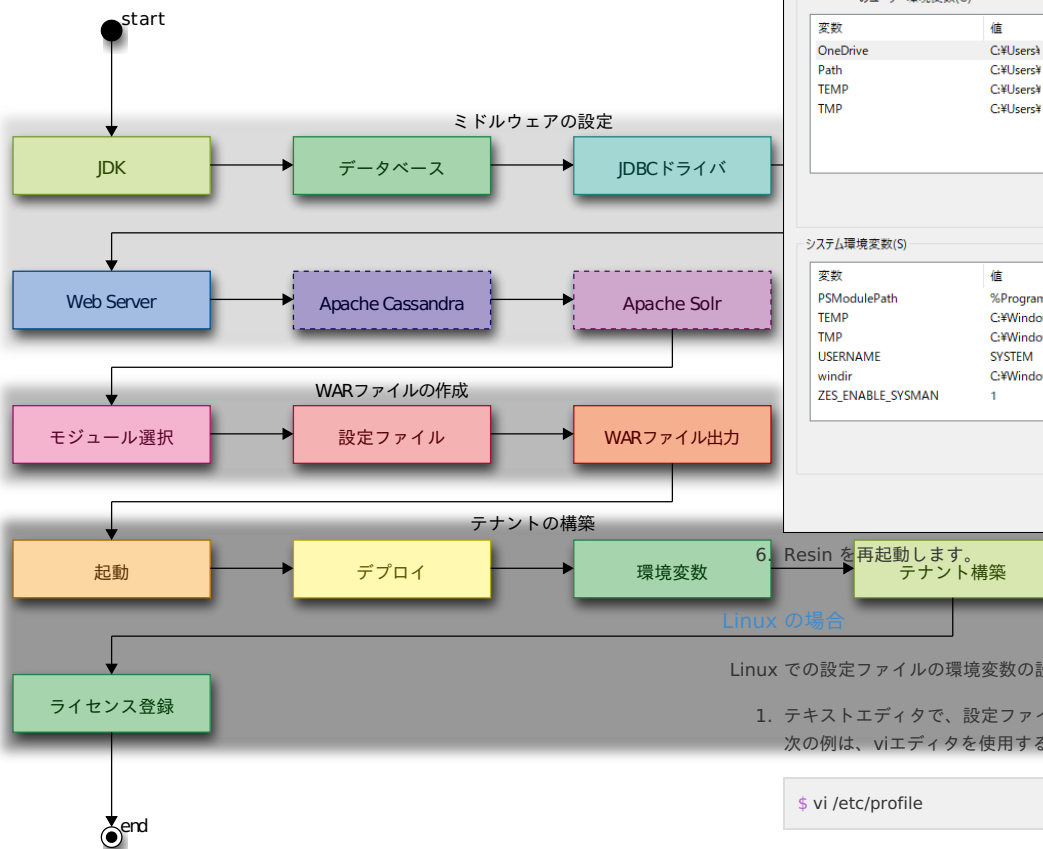 start
ミドルウェアの設定
JDK
データベース
JDBCドライバ
Web Server
Apache Cassandra
Apache Solr
WARファイルの作成
モジュール選択
設定ファイル
WARファイル出力
テナントの構築
起動
デプロイ
環境変数
テナント構築
ライセンス登録
end
変数 値
OneDrive C:¥Users¥
Path C:¥Users¥
TEMP C:¥Users¥
TMP C:¥Users¥
システム環境変数(S)
変数 値
PSModulePath %Program
TEMP C:¥Windo
TMP C:¥Windo
USERNAME SYSTEM
windir C:¥Windo
ZES_ENABLE_SYSMAN 1
6. Resin を再起動します。
Linux の場合
Linux での設定ファイルの環境変数の
1. テキストエディタで、設定ファイ
次の例は、viエディタを使用する
$ vi /etc/profile